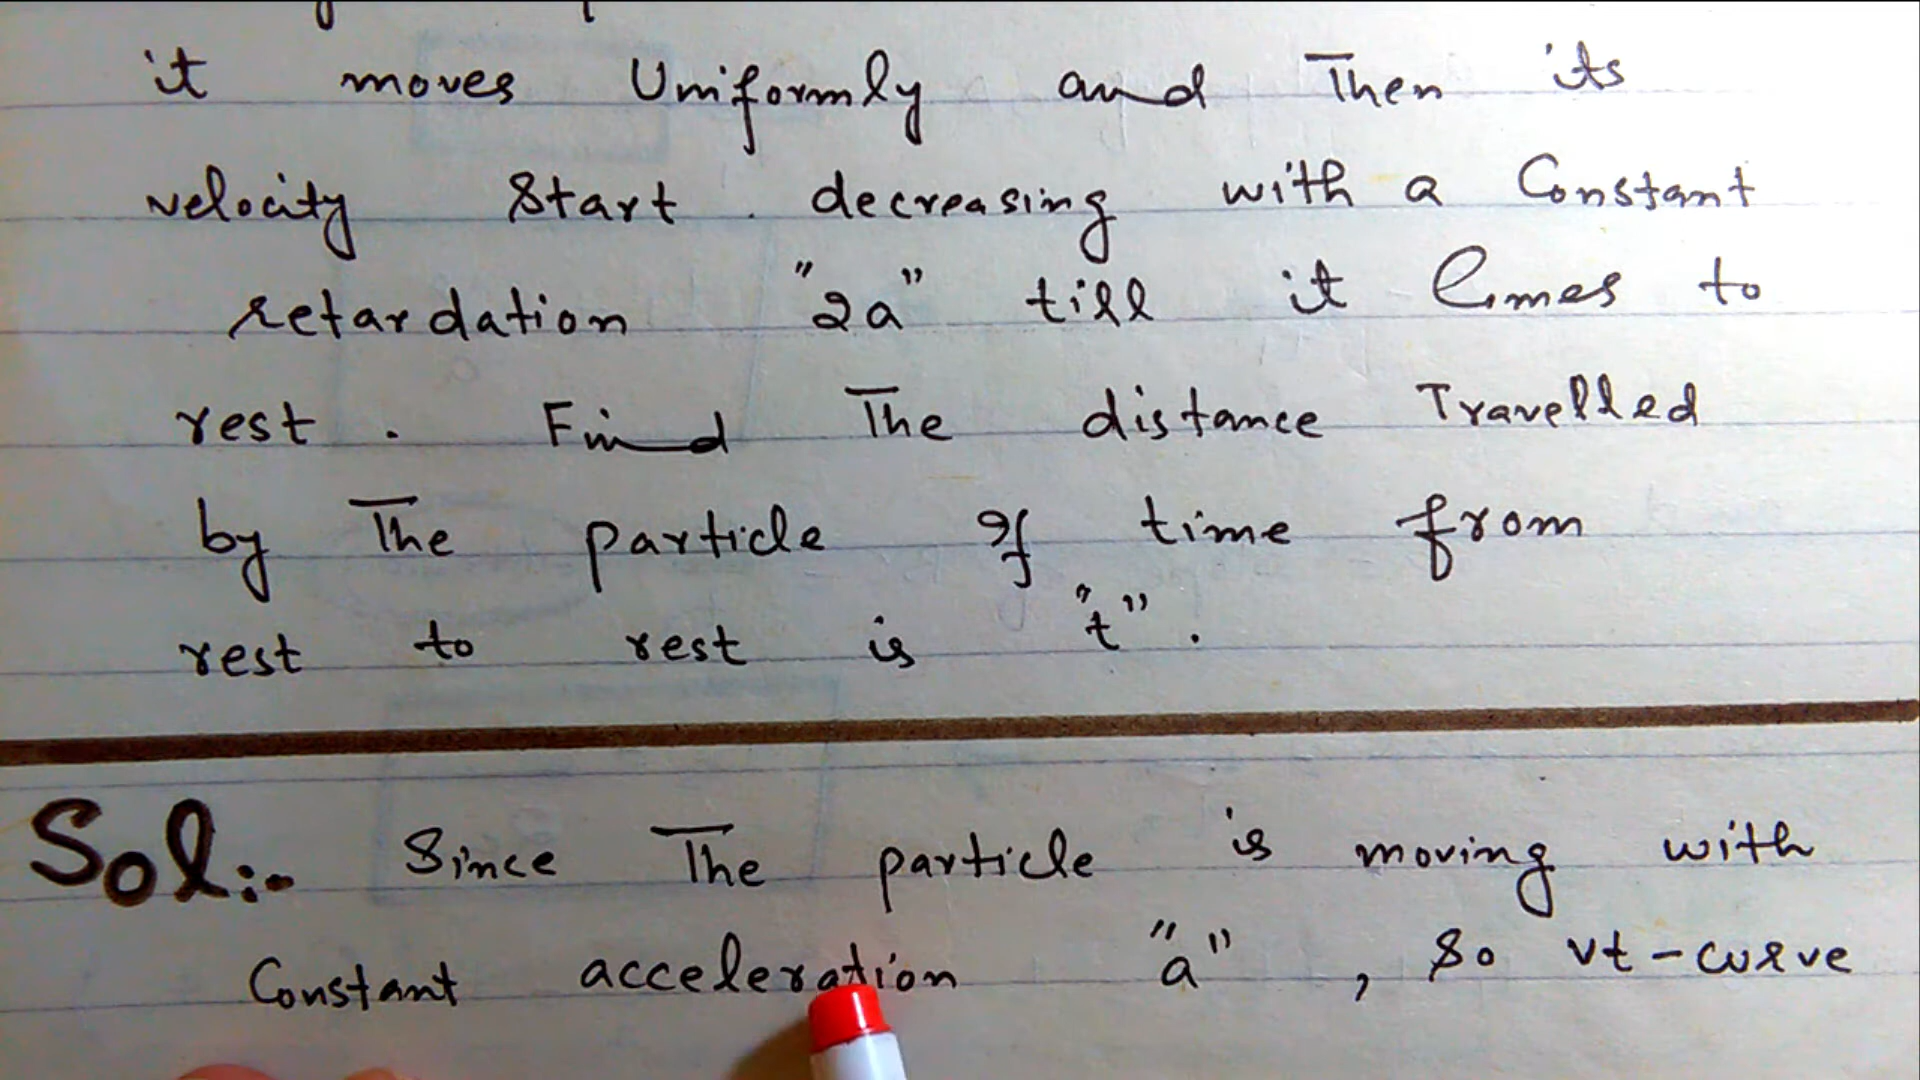 it moves Uniformly and Then its
velocity Start decreasing with a Constant
retardation "2a" till it Comes to
rest. Find The distance Travelled
by The particle If time from
rest to rest is "t".
Sol:- Since The particle is moving with
Constant acceleration "a", So vt-curve